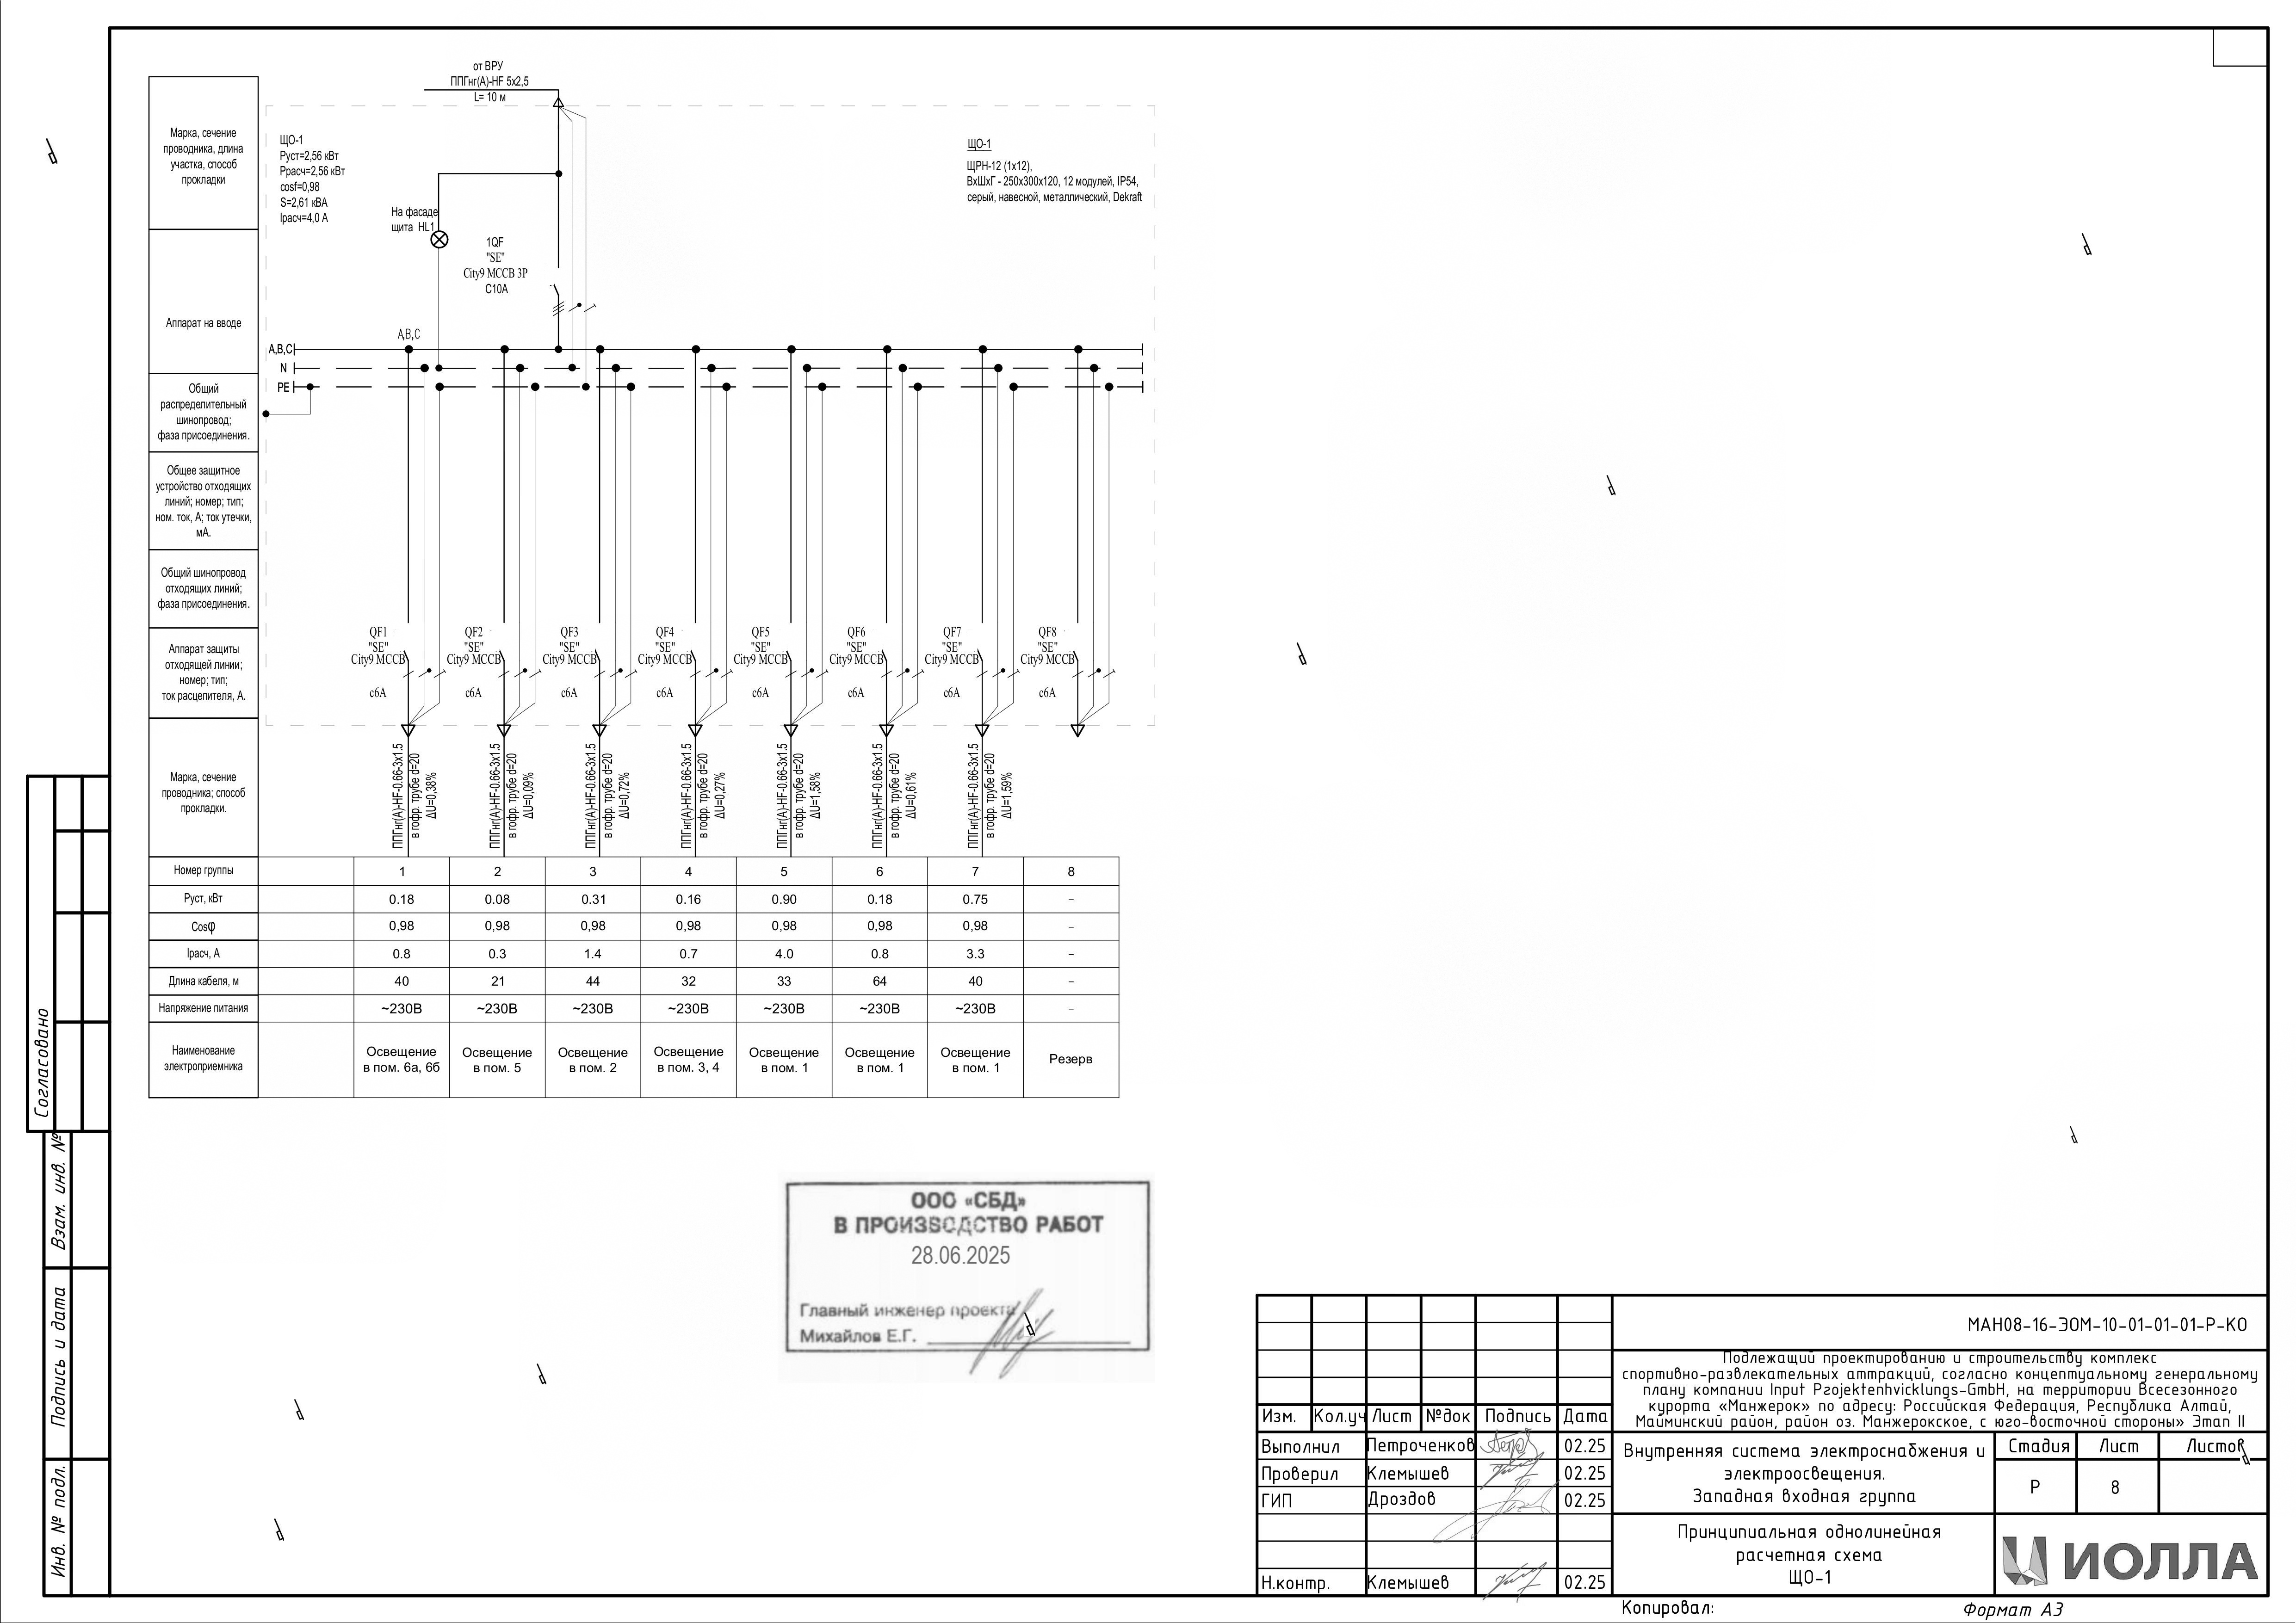 от ВРУ
ППГнг(А)-HF 5х2,5
L= 10 м
ЩО-1
Руст=2,56 кВт
Ррасч=2,56 кВт
cosf=0,98
S=2,61 кВА
Iрасч=4,0 А
ЩО-1
ЩРН-12 (1х12),
ВхШхГ - 250х300х120, 12 модулей, IP54,
серый, навесной, металлический, Dekraft
На фасаде
щита HL1
1QF
"SE"
City9 MCCB 3P
C10A
A,B,C
A,B,C
N
PE
Марка, сечение
проводника, длина
участка, способ
прокладки
Аппарат на вводе
Общий
распределительный
шинопровод;
фаза присоединения.
Общее защитное
устройство отходящих
линий; номер; тип;
ном. ток, А; ток утечки,
мА.
Общий шинопровод
отходящих линий;
фаза присоединения.
Аппарат защиты
отходящей линии;
номер; тип;
ток расцепителя, А.
QF1 QF2 QF3 QF4 QF5 QF6 QF7 QF8
"SE" "SE" "SE" "SE" "SE" "SE" "SE" "SE"
City9 MCCB City9 MCCB City9 MCCB City9 MCCB City9 MCCB City9 MCCB City9 MCCB City9 MCCB
c6A c6A c6A c6A c6A c6A c6A c6A
Марка, сечение
проводника; способ
прокладки.
ППГнг(А)-HF-0.66-3х1.5
в гофр. трубе d=20
ΔU=0,38%
ППГнг(А)-HF-0.66-3х1.5
в гофр. трубе d=20
ΔU=0,09%
ППГнг(А)-HF-0.66-3х1.5
в гофр. трубе d=20
ΔU=0,72%
ППГнг(А)-HF-0.66-3х1.5
в гофр. трубе d=20
ΔU=0,27%
ППГнг(А)-HF-0.66-3х1.5
в гофр. трубе d=20
ΔU=1,58%
ППГнг(А)-HF-0.66-3х1.5
в гофр. трубе d=20
ΔU=0,61%
ППГнг(А)-HF-0.66-3х1.5
в гофр. трубе d=20
ΔU=1,59%
Номер группы 1 2 3 4 5 6 7 8
Руст, кВт 0.18 0.08 0.31 0.16 0.90 0.18 0.75 –
Cosφ 0,98 0,98 0,98 0,98 0,98 0,98 0,98 –
Iрасч, А 0.8 0.3 1.4 0.7 4.0 0.8 3.3 –
Длина кабеля, м 40 21 44 32 33 64 40 –
Напряжение питания ~230В ~230В ~230В ~230В ~230В ~230В ~230В –
Наименование
электроприемника
Освещение
в пом. 6а, 6б
Освещение
в пом. 5
Освещение
в пом. 2
Освещение
в пом. 3, 4
Освещение
в пом. 1
Освещение
в пом. 1
Освещение
в пом. 1
Резерв
ООО «СБД»
В ПРОИЗВОДСТВО РАБОТ
28.06.2025
Главный инженер проекта
Михайлов Е.Г.
Согласовано
Взам. инв. №
Подпись и дата
Инв. № подл.
МАН08-16-ЭОМ-10-01-01-01-Р-КО
Подлежащий проектированию и строительству комплекс
спортивно-развлекательных аттракций, согласно концептуальному генеральному
плану компании Input Projektenhvicklungs-GmbH, на территории Всесезонного
курорта «Манжерок» по адресу: Российская Федерация, Республика Алтай,
Майминский район, район оз. Манжерокское, с юго-восточной стороны» Этап II
Изм. Кол.уч Лист №док Подпись Дата
Выполнил Петроченков 02.25
Проверил Клемышев 02.25
ГИП Дроздов 02.25
Н.контр. Клемышев 02.25
Внутренняя система электроснабжения и
электроосвещения.
Западная входная группа
Стадия Лист Листов
Р 8
Принципиальная однолинейная
расчетная схема
ЩО-1
ИОЛЛА
Копировал:
Формат А3